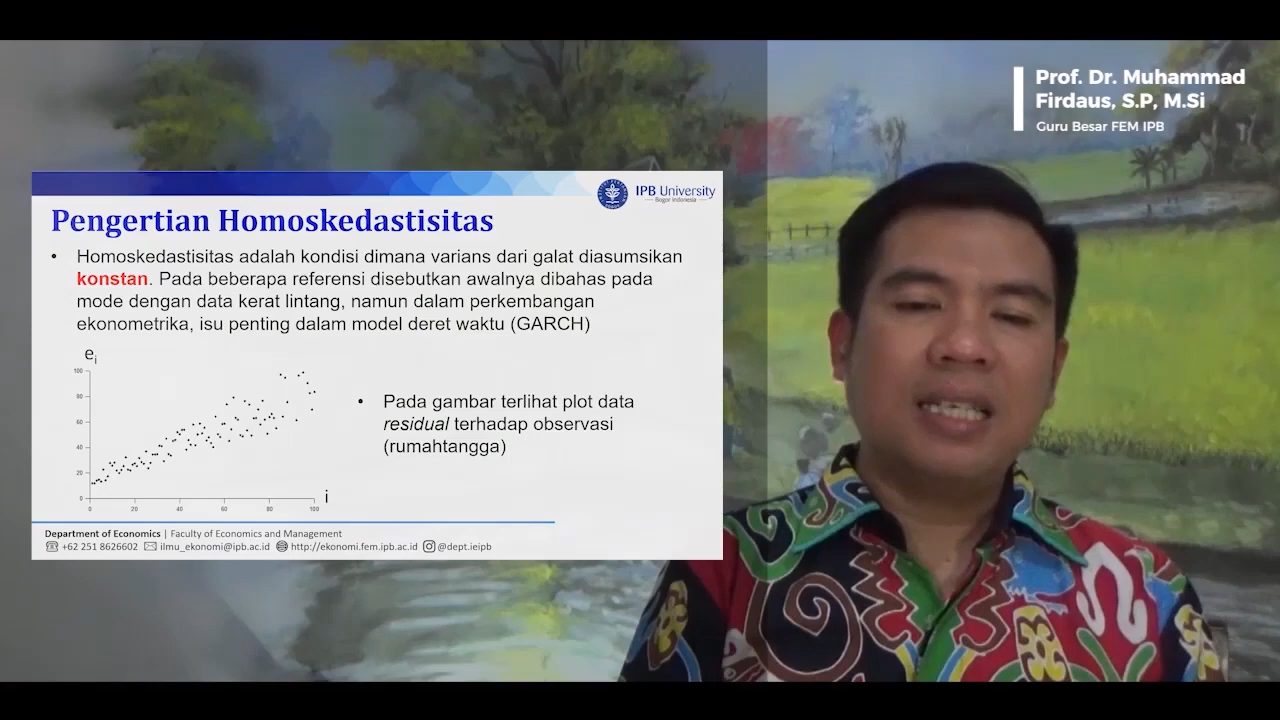 Prof. Dr. Muhammad
Firdaus, S.P, M.Si
Guru Besar FEM IPB
IPB University
Bogor Indonesia
Pengertian Homoskedastisitas
• Homoskedastisitas adalah kondisi dimana varians dari galat diasumsikan
konstan. Pada beberapa referensi disebutkan awalnya dibahas pada
mode dengan data kerat lintang, namun dalam perkembangan
ekonometrika, isu penting dalam model deret waktu (GARCH)
ei
100
80
60
40
20
0
0 20 40 60 80 100
i
• Pada gambar terlihat plot data
residual terhadap observasi
(rumahtangga)
Department of Economics | Faculty of Economics and Management
+62 251 8626602 ilmu_ekonomi@ipb.ac.id http://ekonomi.fem.ipb.ac.id @dept.ieipb